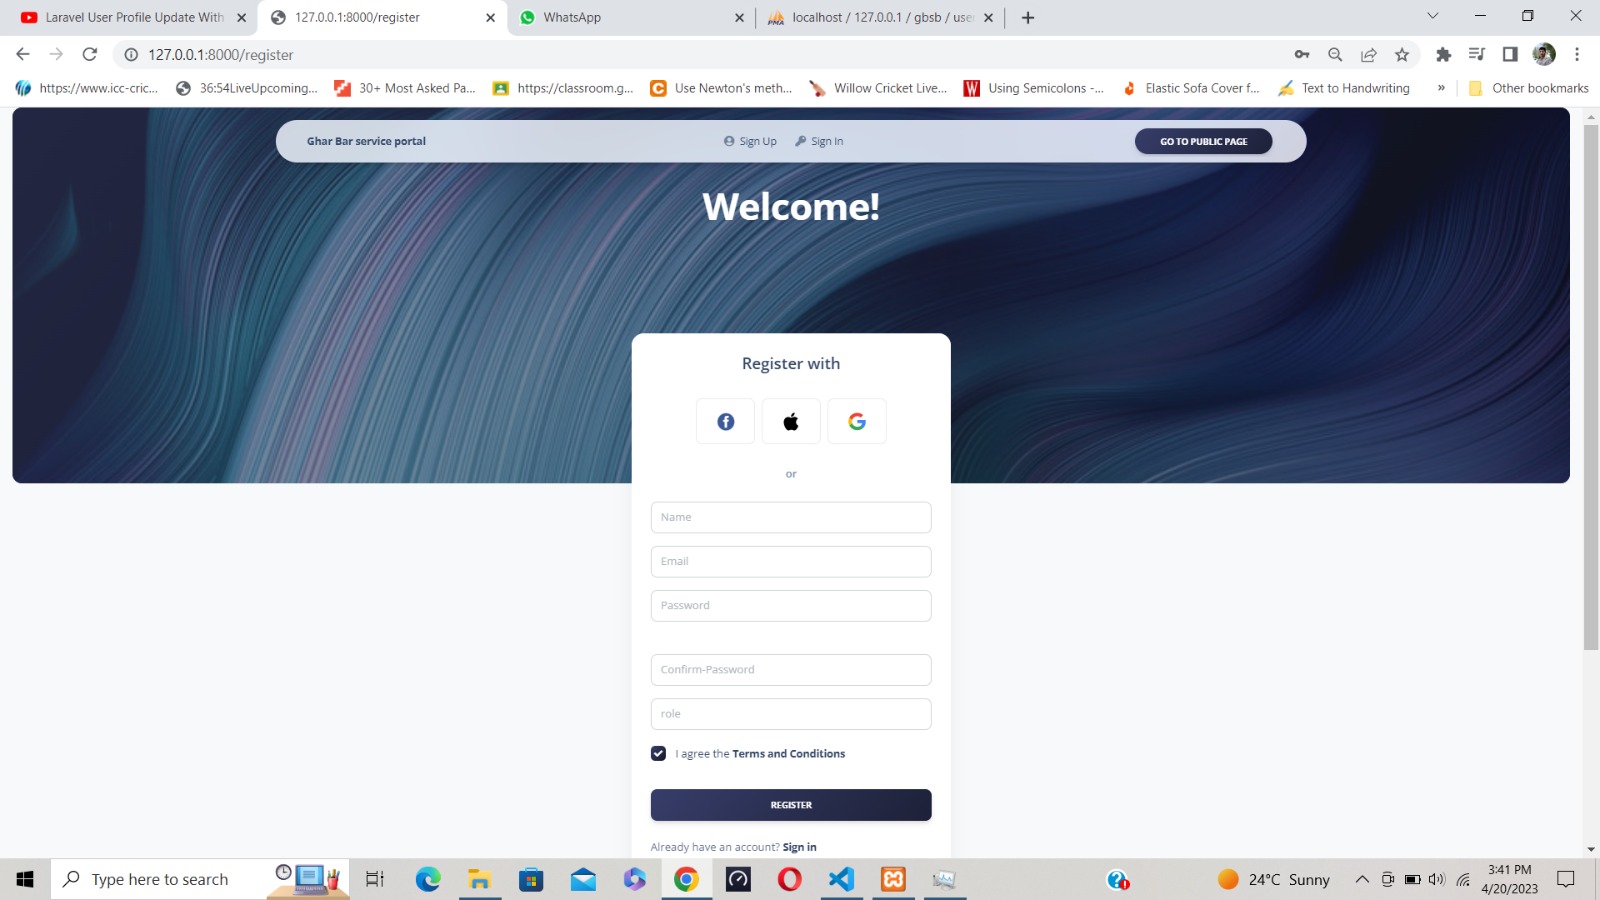 Laravel User Profile Update With
127.0.0.1:8000/register
WhatsApp
localhost / 127.0.0.1 / gbsb / use
127.0.0.1:8000/register
https://www.icc-cric...
36:54LiveUpcoming...
30+ Most Asked Pa...
https://classroom.g...
Use Newton's meth...
Willow Cricket Live...
Using Semicolons -...
Elastic Sofa Cover f...
Text to Handwriting
»
Other bookmarks
Ghar Bar service portal
Sign Up
Sign In
GO TO PUBLIC PAGE
Welcome!
Register with
or
Name
Email
Password
Confirm-Password
role
I agree the Terms and Conditions
REGISTER
Already have an account? Sign in
Type here to search
24°C Sunny
3:41 PM
4/20/2023